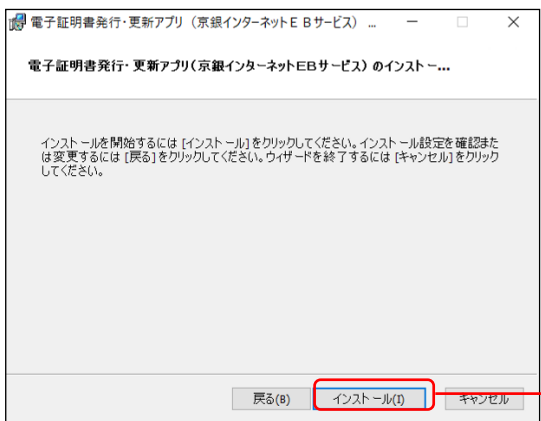 電子証明書発行・更新アプリ（京銀インターネットＥＢサービス） ...
電子証明書発行・更新アプリ（京銀インターネットEBサービス） のインストー...
インストールを開始するには [インストール] をクリックしてください。インストール設定を確認また
は変更するには [戻る] をクリックしてください。ウィザードを終了するには [キャンセル] をクリック
してください。
戻る(B)
インストール(I)
キャンセル